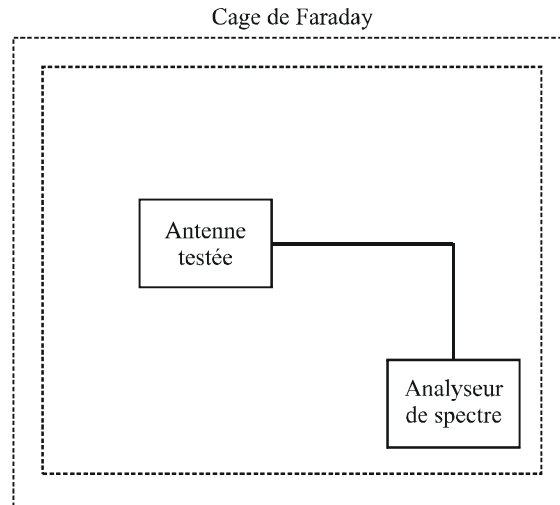 Cage de Faraday
Antenne
testée
Analyseur
de spectre